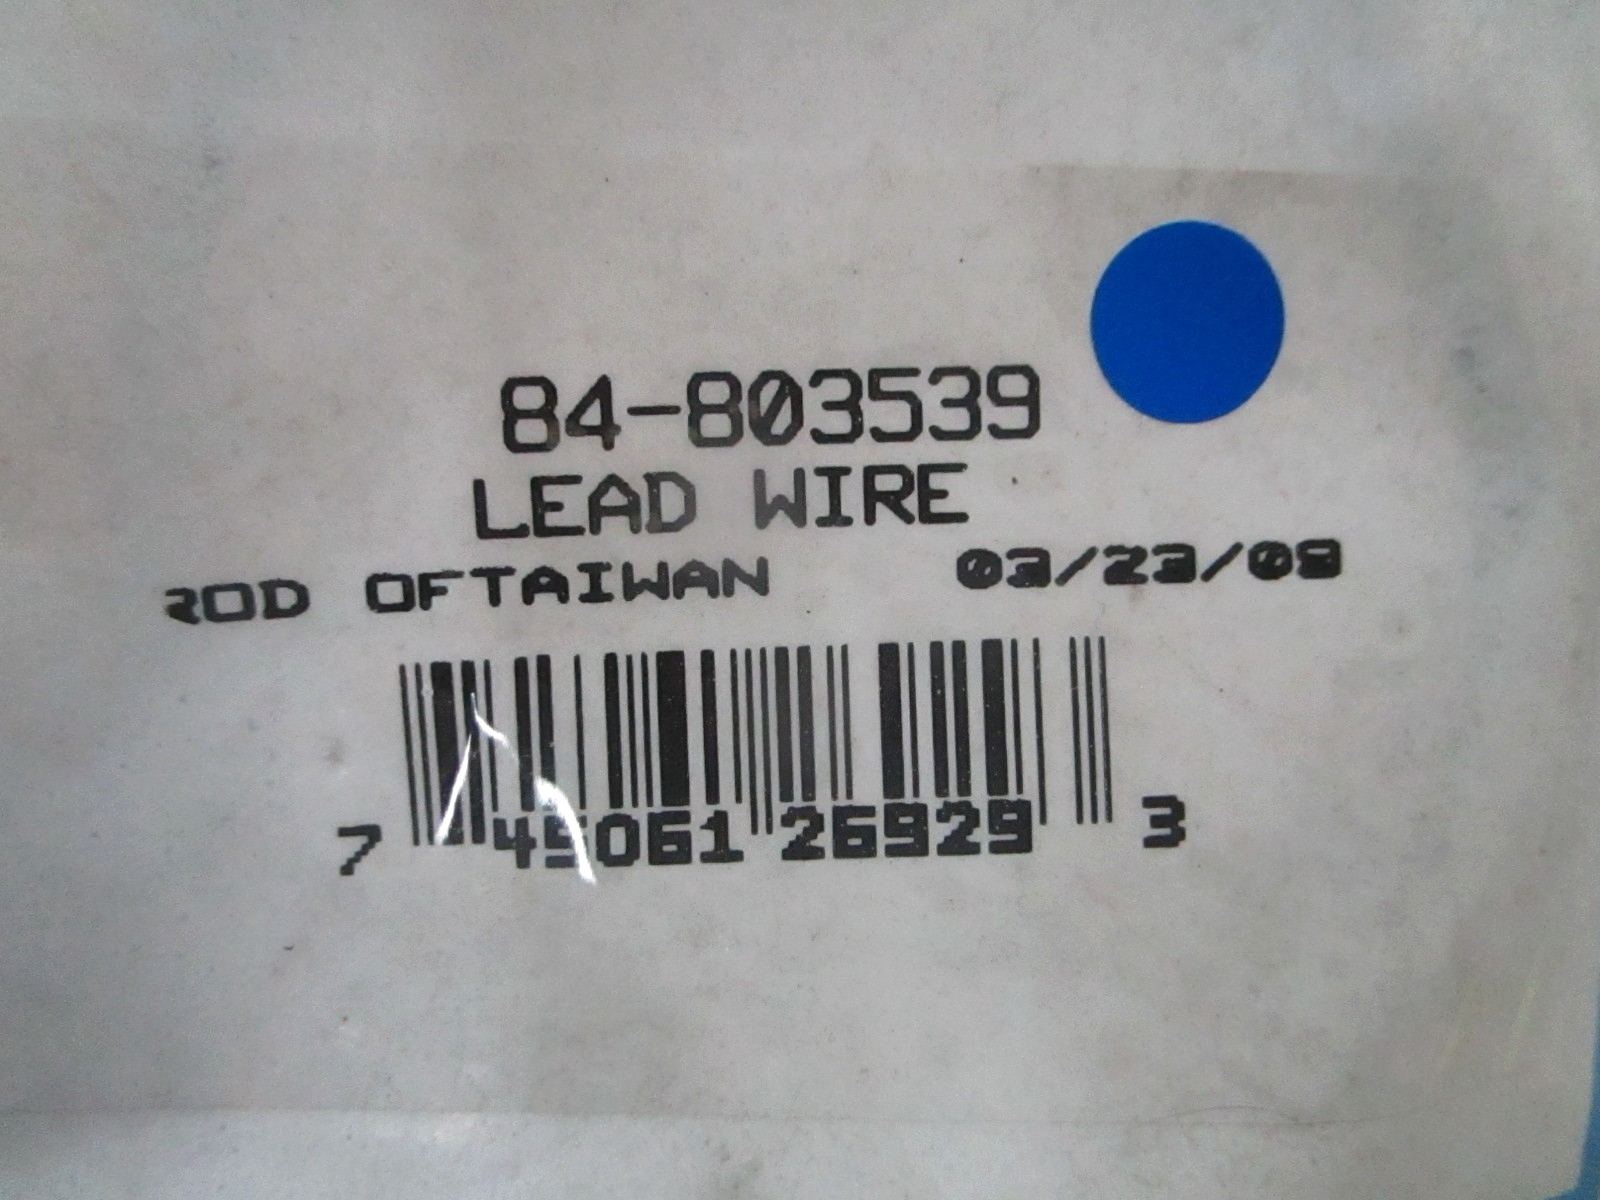 84-803539
LEAD WIRE
ROD OFTAIWAN 03/23/09
7 45061 26929 3